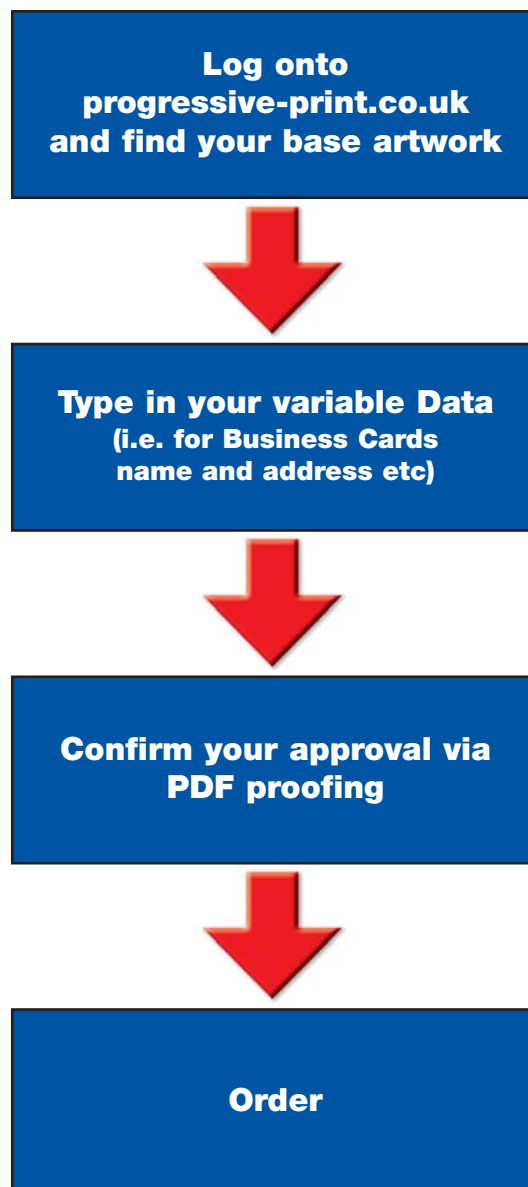 Log onto
progressive-print.co.uk
and find your base artwork
Type in your variable Data
(i.e. for Business Cards
name and address etc)
Confirm your approval via
PDF proofing
Order